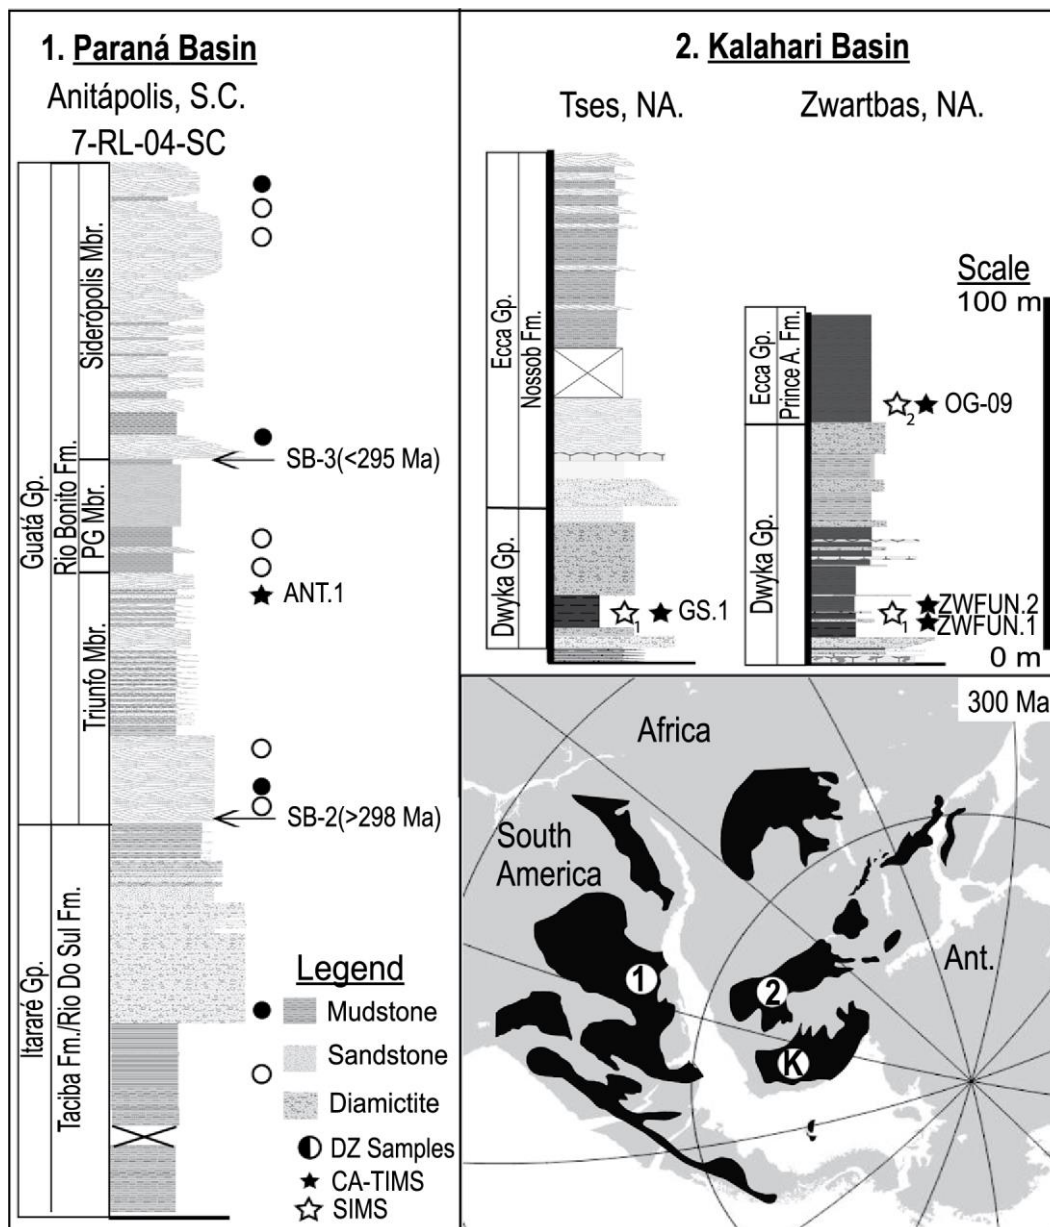 1. Paraná Basin
Anitápolis, S.C.
7-RL-04-SC
Guatá Gp.
Rio Bonito Fm.
Siderópolis Mbr.
PG Mbr.
Triunfo Mbr.
SB-3(<295 Ma)
ANT.1
SB-2(>298 Ma)
Itararé Gp.
Taciba Fm./Rio Do Sul Fm.
Legend
Mudstone
Sandstone
Diamictite
DZ Samples
CA-TIMS
SIMS
2. Kalahari Basin
Tses, NA.
Zwartbas, NA.
Ecca Gp.
Nossob Fm.
Dwyka Gp.
1
GS.1
Ecca Gp.
Prince A. Fm.
Dwyka Gp.
2
OG-09
ZWFUN.2
1
ZWFUN.1
Scale
100 m
0 m
300 Ma
Africa
South
America
Ant.
1
2
K